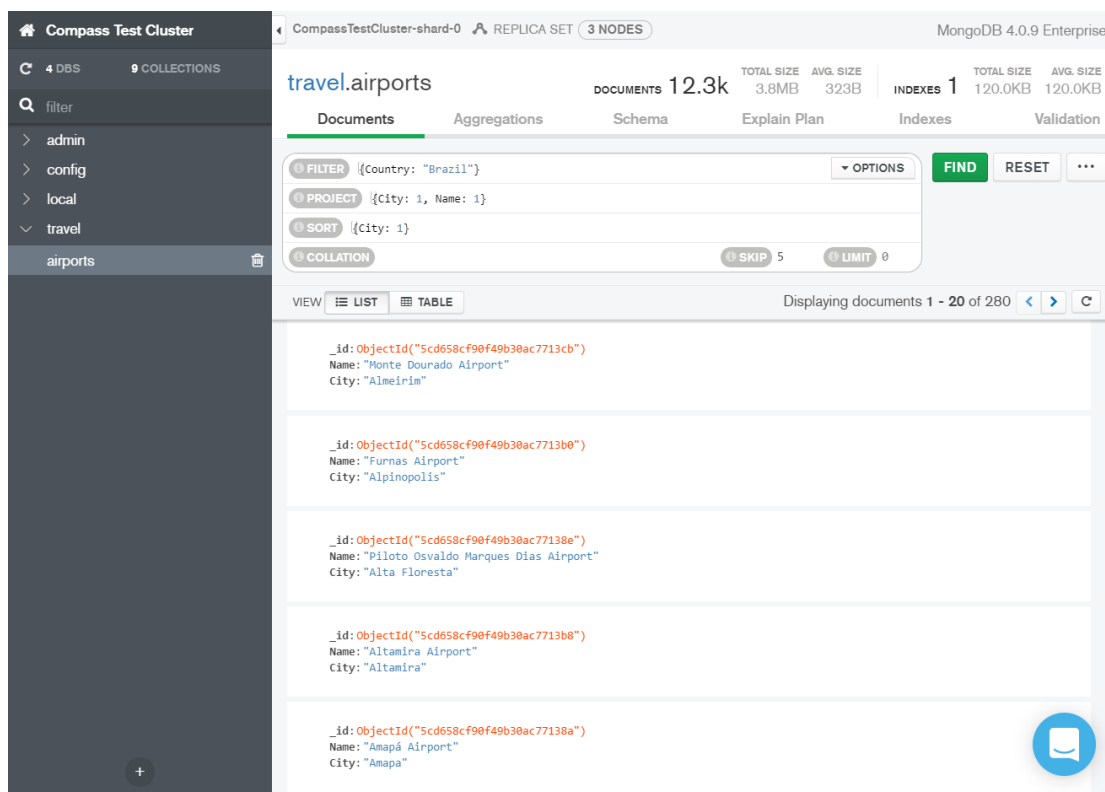 Compass Test Cluster
4 DBS 9 COLLECTIONS
filter
admin
config
local
travel
airports
CompassTestCluster-shard-0 REPLICA SET 3 NODES MongoDB 4.0.9 Enterprise
travel.airports
DOCUMENTS 12.3k TOTAL SIZE 3.8MB AVG. SIZE 323B INDEXES 1 TOTAL SIZE 120.0KB AVG. SIZE 120.0KB
Documents Aggregations Schema Explain Plan Indexes Validation
FILTER {Country: "Brazil"} OPTIONS FIND RESET ...
PROJECT {City: 1, Name: 1}
SORT {City: 1}
COLLATION SKIP 5 LIMIT 0
VIEW LIST TABLE Displaying documents 1 - 20 of 280
_id:ObjectId("5cd658cf90f49b30ac7713cb")
Name:"Monte Dourado Airport"
City:"Almeirim"
_id:ObjectId("5cd658cf90f49b30ac7713b0")
Name:"Furnas Airport"
City:"Alpinopolis"
_id:ObjectId("5cd658cf90f49b30ac77138e")
Name:"Piloto Osvaldo Marques Dias Airport"
City:"Alta Floresta"
_id:ObjectId("5cd658cf90f49b30ac7713b8")
Name:"Altamira Airport"
City:"Altamira"
_id:ObjectId("5cd658cf90f49b30ac77138a")
Name:"Amapá Airport"
City:"Amapa"